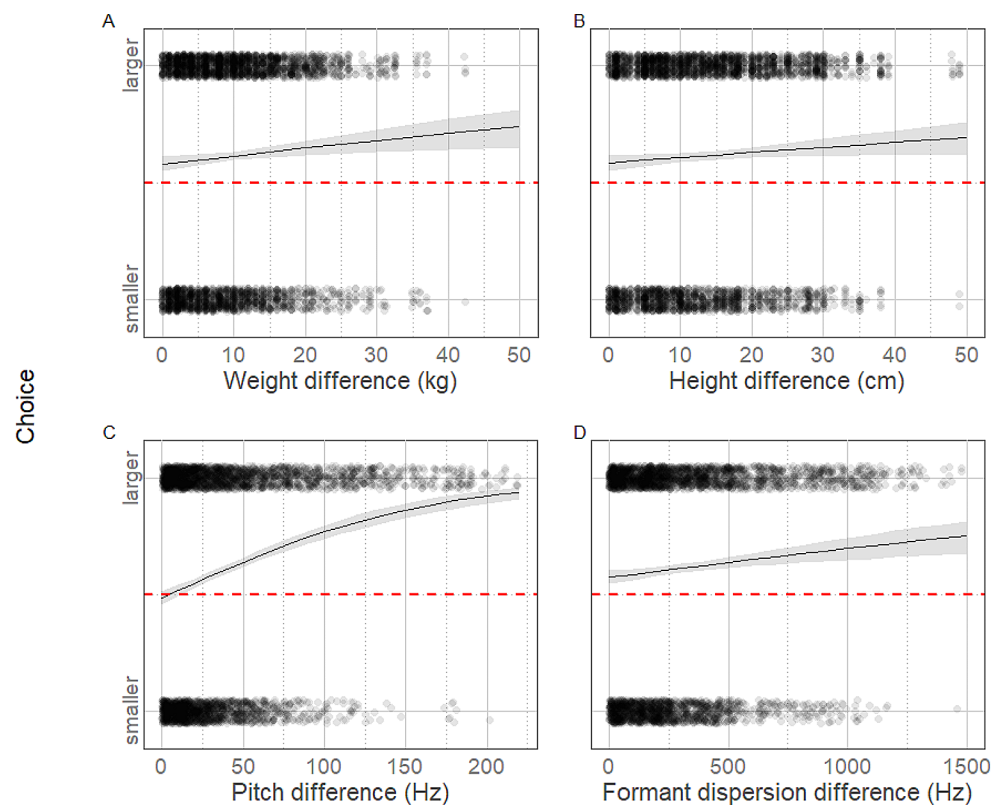 A
B
larger
smaller
0 10 20 30 40 50
Weight difference (kg)
0 10 20 30 40 50
Height difference (cm)
Choice
C
D
larger
smaller
0 50 100 150 200
Pitch difference (Hz)
0 500 1000 1500
Formant dispersion difference (Hz)